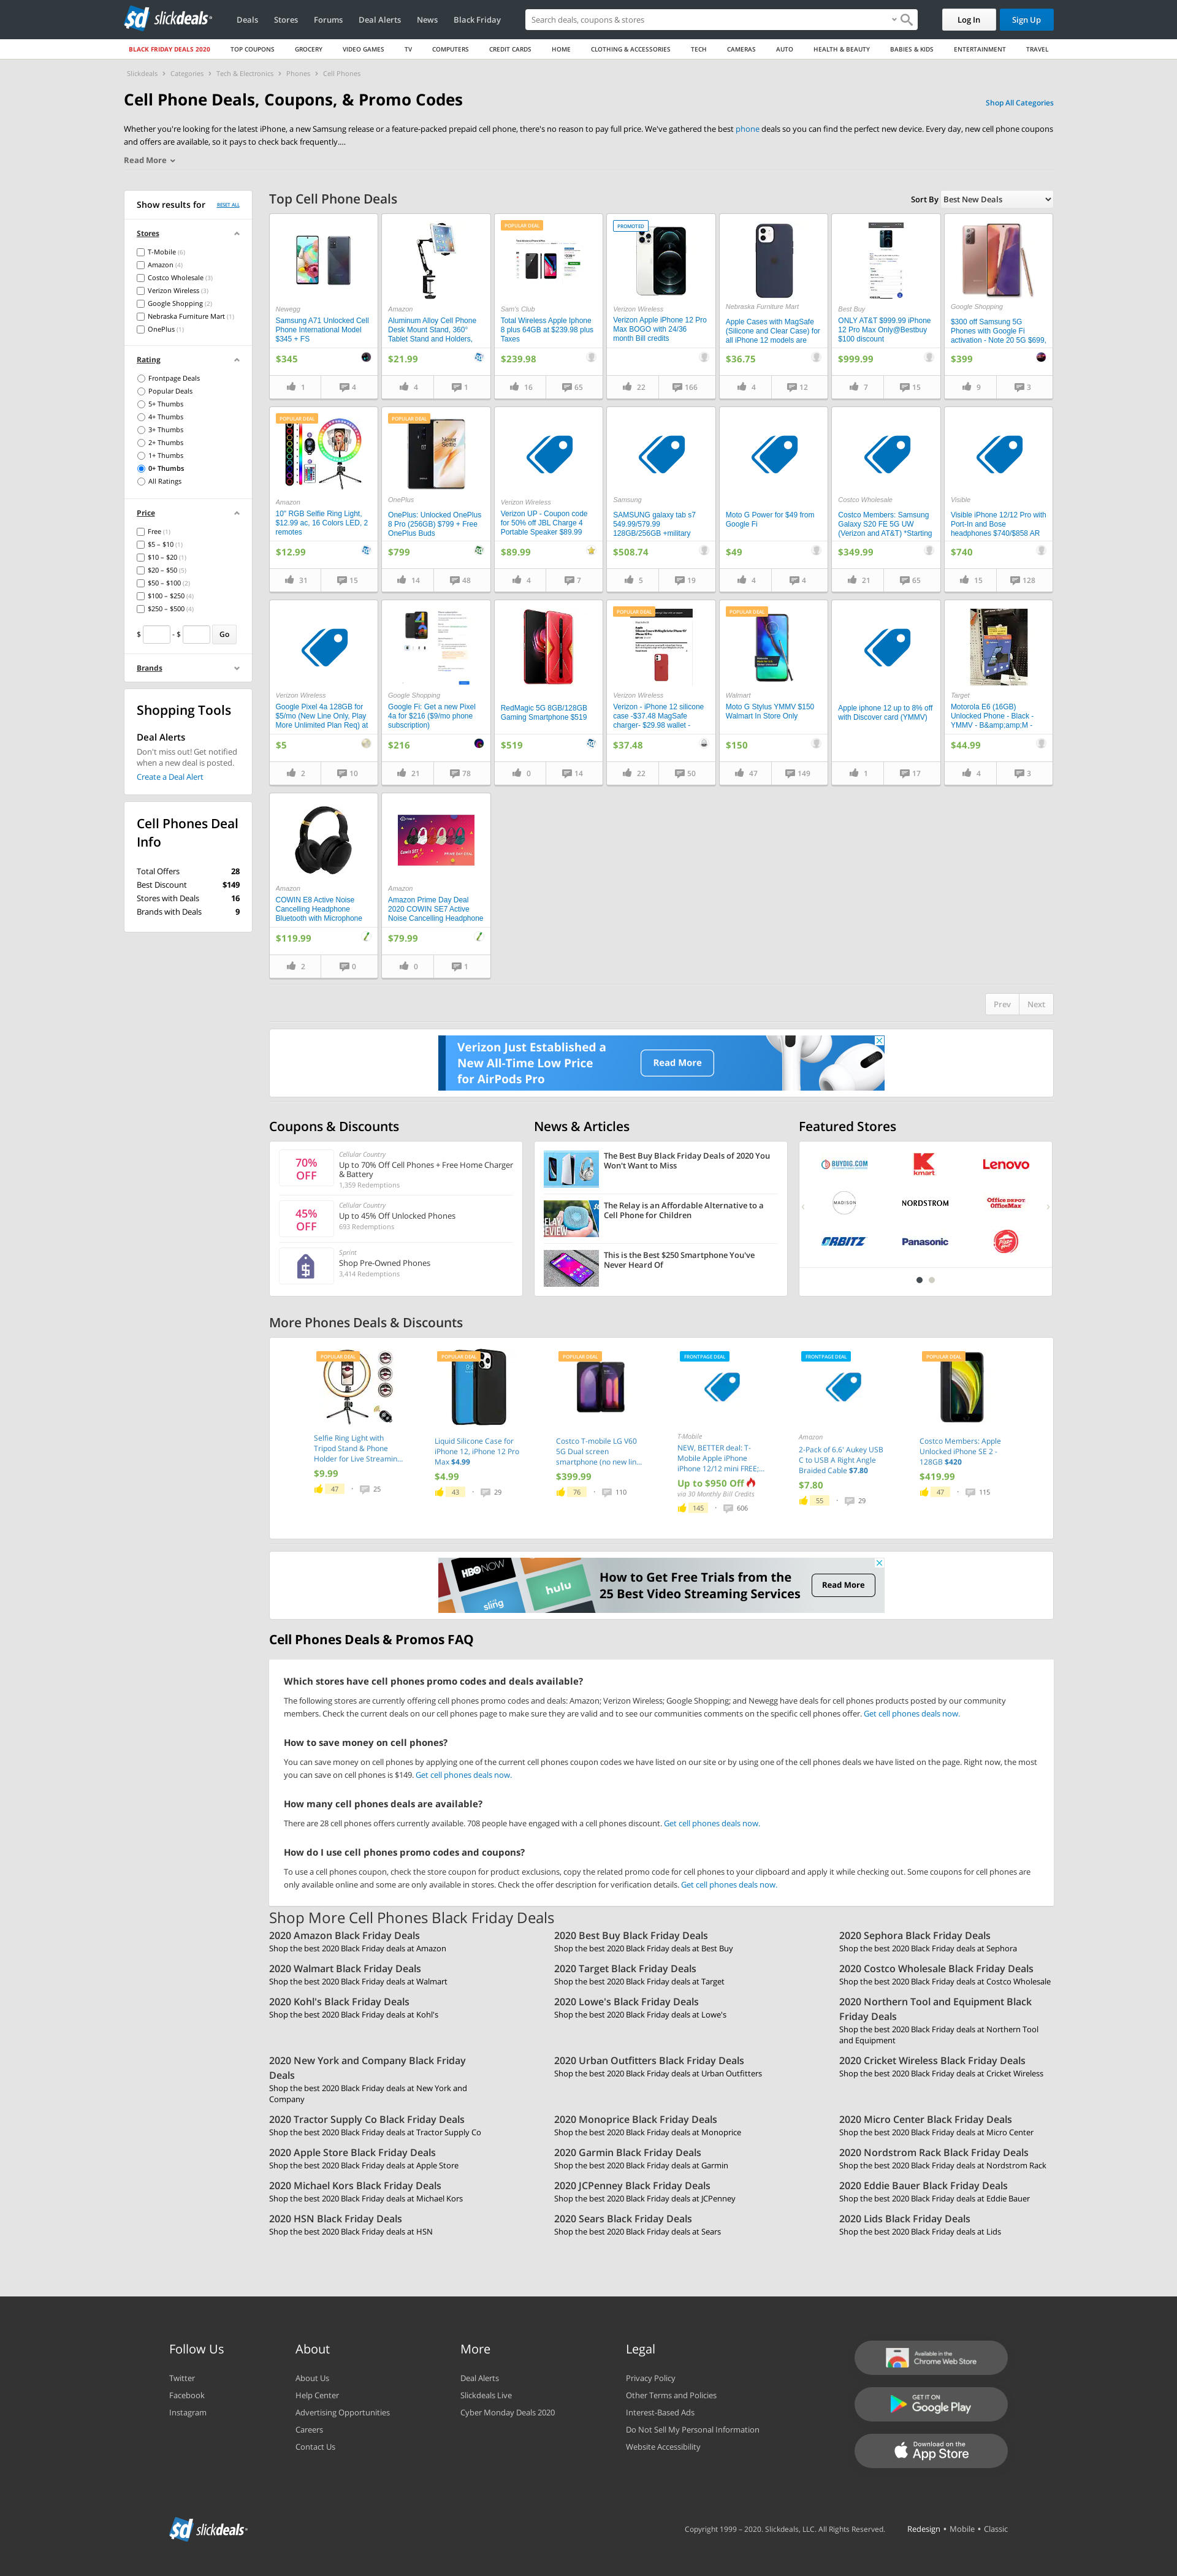 slickdeals
Deals
Stores
Forums
Deal Alerts
News
Black Friday
Search deals, coupons & stores
Log In
Sign Up
BLACK FRIDAY DEALS 2020
TOP COUPONS
GROCERY
VIDEO GAMES
TV
COMPUTERS
CREDIT CARDS
HOME
CLOTHING & ACCESSORIES
TECH
CAMERAS
AUTO
HEALTH & BEAUTY
BABIES & KIDS
ENTERTAINMENT
TRAVEL
Slickdeals › Categories › Tech & Electronics › Phones › Cell Phones
Cell Phone Deals, Coupons, & Promo Codes
Shop All Categories
Whether you're looking for the latest iPhone, a new Samsung release or a feature-packed prepaid cell phone, there's no reason to pay full price. We've gathered the best phone deals so you can find the perfect new device. Every day, new cell phone coupons
and offers are available, so it pays to check back frequently....
Read More
Show results for
RESET ALL
Stores
T-Mobile (6)
Amazon (4)
Costco Wholesale (3)
Verizon Wireless (3)
Google Shopping (2)
Nebraska Furniture Mart (1)
OnePlus (1)
Rating
Frontpage Deals
Popular Deals
5+ Thumbs
4+ Thumbs
3+ Thumbs
2+ Thumbs
1+ Thumbs
0+ Thumbs
All Ratings
Price
Free (1)
$5 – $10 (1)
$10 – $20 (1)
$20 – $50 (5)
$50 – $100 (2)
$100 – $250 (4)
$250 – $500 (4)
$ - $ Go
Brands
Shopping Tools
Deal Alerts
Don't miss out! Get notified
when a new deal is posted.
Create a Deal Alert
Cell Phones Deal
Info
Total Offers 28
Best Discount $149
Stores with Deals 16
Brands with Deals 9
Top Cell Phone Deals
Sort By Best New Deals
Newegg
Samsung A71 Unlocked Cell
Phone International Model
$345 + FS
$345
1 4
Amazon
Aluminum Alloy Cell Phone
Desk Mount Stand, 360°
Tablet Stand and Holders,
$21.99
4 1
POPULAR DEAL
Sam's Club
Total Wireless Apple Iphone
8 plus 64GB at $239.98 plus
Taxes
$239.98
16 65
PROMOTED
Verizon Wireless
Verizon Apple iPhone 12 Pro
Max BOGO with 24/36
month Bill credits
22 166
Nebraska Furniture Mart
Apple Cases with MagSafe
(Silicone and Clear Case) for
all iPhone 12 models are
$36.75
4 12
Best Buy
ONLY AT&T $999.99 iPhone
12 Pro Max Only@Bestbuy
$100 discount
$999.99
7 15
Google Shopping
$300 off Samsung 5G
Phones with Google Fi
activation - Note 20 5G $699,
$399
9 3
POPULAR DEAL
Amazon
10" RGB Selfie Ring Light,
$12.99 ac, 16 Colors LED, 2
remotes
$12.99
31 15
POPULAR DEAL
Never
Settle
OnePlus
OnePlus: Unlocked OnePlus
8 Pro (256GB) $799 + Free
OnePlus Buds
$799
14 48
Verizon Wireless
Verizon UP - Coupon code
for 50% off JBL Charge 4
Portable Speaker $89.99
$89.99
4 7
Samsung
SAMSUNG galaxy tab s7
549.99/579.99
128GB/256GB +military
$508.74
5 19
Moto G Power for $49 from
Google Fi
$49
4 4
Costco Wholesale
Costco Members: Samsung
Galaxy S20 FE 5G UW
(Verizon and AT&T) *Starting
$349.99
21 65
Visible
Visible iPhone 12/12 Pro with
Port-In and Bose
headphones $740/$858 AR
$740
15 128
Verizon Wireless
Google Pixel 4a 128GB for
$5/mo (New Line Only, Play
More Unlimited Plan Req) at
$5
2 10
Google Shopping
Google Fi: Get a new Pixel
4a for $216 ($9/mo phone
subscription)
$216
21 78
RedMagic 5G 8GB/128GB
Gaming Smartphone $519
$519
0 14
POPULAR DEAL
Verizon Wireless
Verizon - iPhone 12 silicone
case -$37.48 MagSafe
charger- $29.98 wallet -
$37.48
22 50
POPULAR DEAL
Walmart
Moto G Stylus YMMV $150
Walmart In Store Only
$150
47 149
Apple iphone 12 up to 8% off
with Discover card (YMMV)
1 17
Target
Motorola E6 (16GB)
Unlocked Phone - Black -
YMMV - B&amp;amp;M -
$44.99
4 3
Amazon
COWIN E8 Active Noise
Cancelling Headphone
Bluetooth with Microphone
$119.99
2 0
Amazon
Amazon Prime Day Deal
2020 COWIN SE7 Active
Noise Cancelling Headphone
$79.99
0 1
Prev Next
Verizon Just Established a
New All-Time Low Price
for AirPods Pro
Read More
Coupons & Discounts
70%
OFF
Cellular Country
Up to 70% Off Cell Phones + Free Home Charger
& Battery
1,359 Redemptions
45%
OFF
Cellular Country
Up to 45% Off Unlocked Phones
693 Redemptions
Sprint
Shop Pre-Owned Phones
3,414 Redemptions
News & Articles
The Best Buy Black Friday Deals of 2020 You
Won't Want to Miss
The Relay is an Affordable Alternative to a
Cell Phone for Children
This is the Best $250 Smartphone You've
Never Heard Of
Featured Stores
BUYDIG.COM
kmart
Lenovo
MADISON
NORDSTROM
Office DEPOT
OfficeMax
ORBITZ
Panasonic
Pizza Hut
More Phones Deals & Discounts
POPULAR DEAL
Selfie Ring Light with
Tripod Stand & Phone
Holder for Live Streamin...
$9.99
47 · 25
POPULAR DEAL
Liquid Silicone Case for
iPhone 12, iPhone 12 Pro
Max $4.99
$4.99
43 · 29
POPULAR DEAL
Costco T-mobile LG V60
5G Dual screen
smartphone (no new lin...
$399.99
76 · 110
FRONTPAGE DEAL
T-Mobile
NEW, BETTER deal: T-
Mobile Apple iPhone
iPhone 12/12 mini FREE;...
Up to $950 Off
via 30 Monthly Bill Credits
145 · 606
FRONTPAGE DEAL
Amazon
2-Pack of 6.6' Aukey USB
C to USB A Right Angle
Braided Cable $7.80
$7.80
55 · 29
POPULAR DEAL
Costco Members: Apple
Unlocked iPhone SE 2 -
128GB $420
$419.99
47 · 115
HBO NOW
hulu
sling
How to Get Free Trials from the
25 Best Video Streaming Services
Read More
Cell Phones Deals & Promos FAQ
Which stores have cell phones promo codes and deals available?
The following stores are currently offering cell phones promo codes and deals: Amazon; Verizon Wireless; Google Shopping; and Newegg have deals for cell phones products posted by our community
members. Check the current deals on our cell phones page to make sure they are valid and to see our communities comments on the specific cell phones offer. Get cell phones deals now.
How to save money on cell phones?
You can save money on cell phones by applying one of the current cell phones coupon codes we have listed on our site or by using one of the cell phones deals we have listed on the page. Right now, the most
you can save on cell phones is $149. Get cell phones deals now.
How many cell phones deals are available?
There are 28 cell phones offers currently available. 708 people have engaged with a cell phones discount. Get cell phones deals now.
How do I use cell phones promo codes and coupons?
To use a cell phones coupon, check the store coupon for product exclusions, copy the related promo code for cell phones to your clipboard and apply it while checking out. Some coupons for cell phones are
only available online and some are only available in stores. Check the offer description for verification details. Get cell phones deals now.
Shop More Cell Phones Black Friday Deals
2020 Amazon Black Friday Deals
Shop the best 2020 Black Friday deals at Amazon
2020 Best Buy Black Friday Deals
Shop the best 2020 Black Friday deals at Best Buy
2020 Sephora Black Friday Deals
Shop the best 2020 Black Friday deals at Sephora
2020 Walmart Black Friday Deals
Shop the best 2020 Black Friday deals at Walmart
2020 Target Black Friday Deals
Shop the best 2020 Black Friday deals at Target
2020 Costco Wholesale Black Friday Deals
Shop the best 2020 Black Friday deals at Costco Wholesale
2020 Kohl's Black Friday Deals
Shop the best 2020 Black Friday deals at Kohl's
2020 Lowe's Black Friday Deals
Shop the best 2020 Black Friday deals at Lowe's
2020 Northern Tool and Equipment Black
Friday Deals
Shop the best 2020 Black Friday deals at Northern Tool
and Equipment
2020 New York and Company Black Friday
Deals
Shop the best 2020 Black Friday deals at New York and
Company
2020 Urban Outfitters Black Friday Deals
Shop the best 2020 Black Friday deals at Urban Outfitters
2020 Cricket Wireless Black Friday Deals
Shop the best 2020 Black Friday deals at Cricket Wireless
2020 Tractor Supply Co Black Friday Deals
Shop the best 2020 Black Friday deals at Tractor Supply Co
2020 Monoprice Black Friday Deals
Shop the best 2020 Black Friday deals at Monoprice
2020 Micro Center Black Friday Deals
Shop the best 2020 Black Friday deals at Micro Center
2020 Apple Store Black Friday Deals
Shop the best 2020 Black Friday deals at Apple Store
2020 Garmin Black Friday Deals
Shop the best 2020 Black Friday deals at Garmin
2020 Nordstrom Rack Black Friday Deals
Shop the best 2020 Black Friday deals at Nordstrom Rack
2020 Michael Kors Black Friday Deals
Shop the best 2020 Black Friday deals at Michael Kors
2020 JCPenney Black Friday Deals
Shop the best 2020 Black Friday deals at JCPenney
2020 Eddie Bauer Black Friday Deals
Shop the best 2020 Black Friday deals at Eddie Bauer
2020 HSN Black Friday Deals
Shop the best 2020 Black Friday deals at HSN
2020 Sears Black Friday Deals
Shop the best 2020 Black Friday deals at Sears
2020 Lids Black Friday Deals
Shop the best 2020 Black Friday deals at Lids
Follow Us
Twitter
Facebook
Instagram
About
About Us
Help Center
Advertising Opportunities
Careers
Contact Us
More
Deal Alerts
Slickdeals Live
Cyber Monday Deals 2020
Legal
Privacy Policy
Other Terms and Policies
Interest-Based Ads
Do Not Sell My Personal Information
Website Accessibility
Available in the
Chrome Web Store
GET IT ON
Google Play
Download on the
App Store
slickdeals
Copyright 1999 – 2020. Slickdeals, LLC. All Rights Reserved.
Redesign • Mobile • Classic